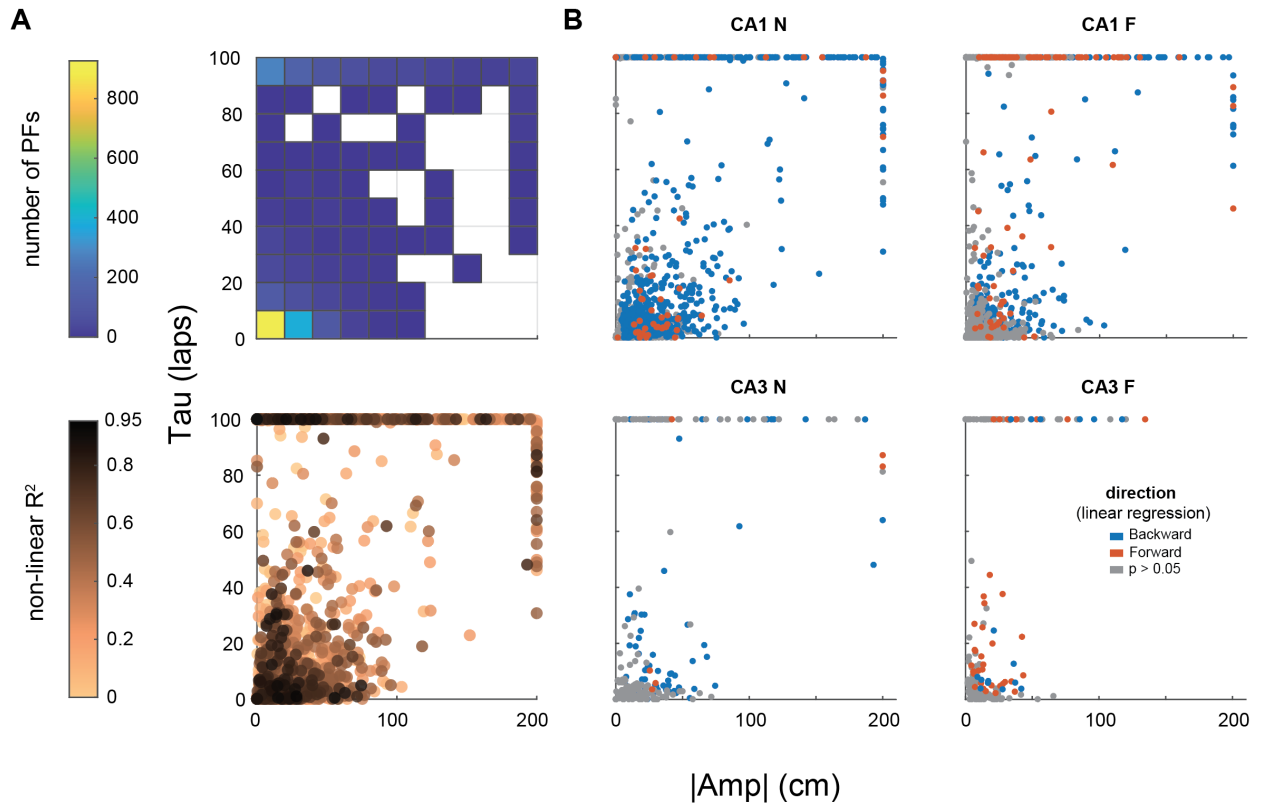 A
number of PFs
800
600
400
200
0
100
80
60
40
20
0
Tau (laps)
non-linear R²
0.95
0.8
0.6
0.4
0.2
0
100
80
60
40
20
0
0
100
200
B
CA1 N
CA1 F
CA3 N
CA3 F
direction
(linear regression)
Backward
Forward
p > 0.05
0
100
200
0
100
200
|Amp| (cm)